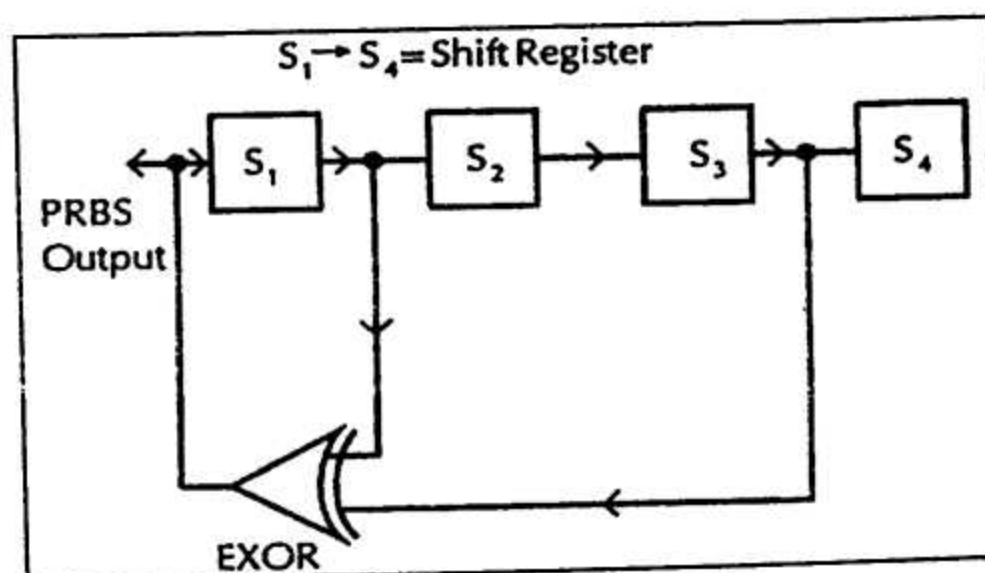 S₁ → S₄ = Shift Register
S₁
S₂
S₃
S₄
PRBS
Output
EXOR